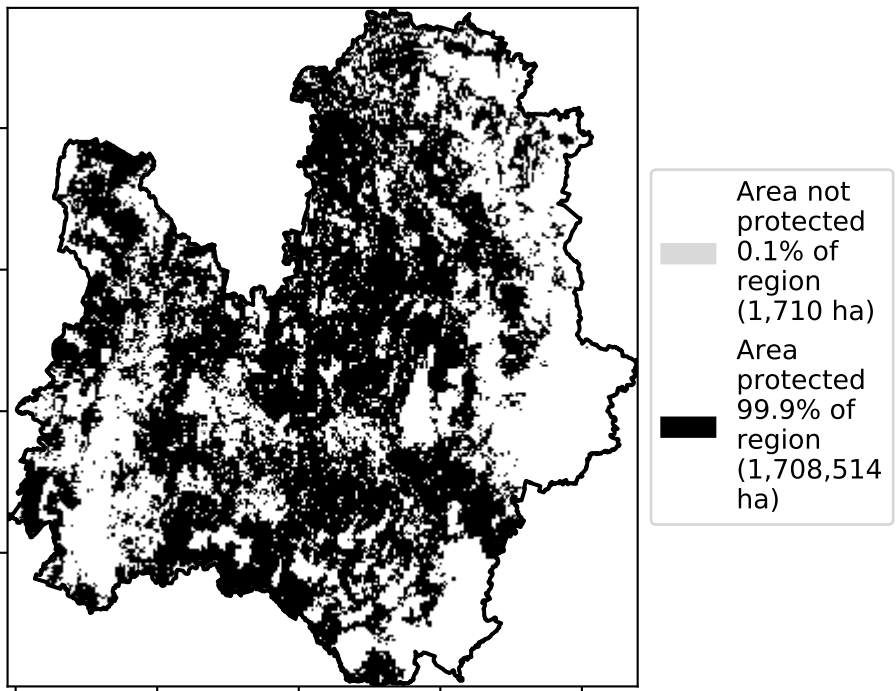 Area not
protected
0.1% of
region
(1,710 ha)
Area
protected
99.9% of
region
(1,708,514
ha)